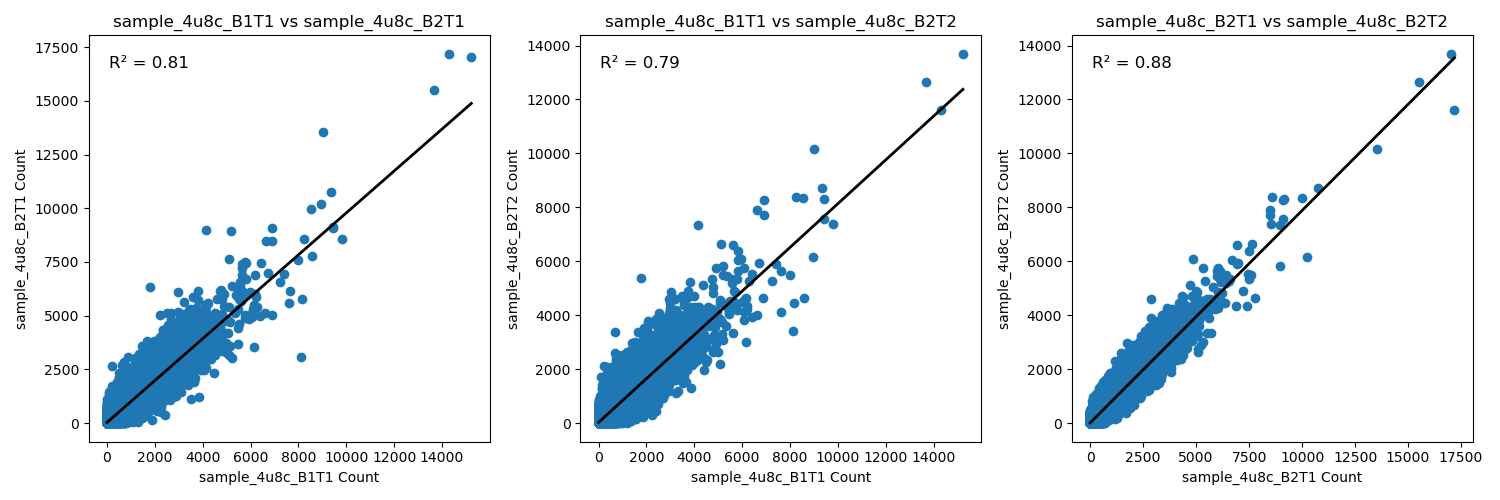 sample_4u8c_B1T1 vs sample_4u8c_B2T1
R² = 0.81
17500
15000
12500
10000
7500
5000
2500
0
0 2000 4000 6000 8000 10000 12000 14000
sample_4u8c_B2T1 Count
sample_4u8c_B1T1 Count
sample_4u8c_B1T1 vs sample_4u8c_B2T2
R² = 0.79
14000
12000
10000
8000
6000
4000
2000
0
0 2000 4000 6000 8000 10000 12000 14000
sample_4u8c_B2T2 Count
sample_4u8c_B1T1 Count
sample_4u8c_B2T1 vs sample_4u8c_B2T2
R² = 0.88
14000
12000
10000
8000
6000
4000
2000
0
0 2500 5000 7500 10000 12500 15000 17500
sample_4u8c_B2T2 Count
sample_4u8c_B2T1 Count